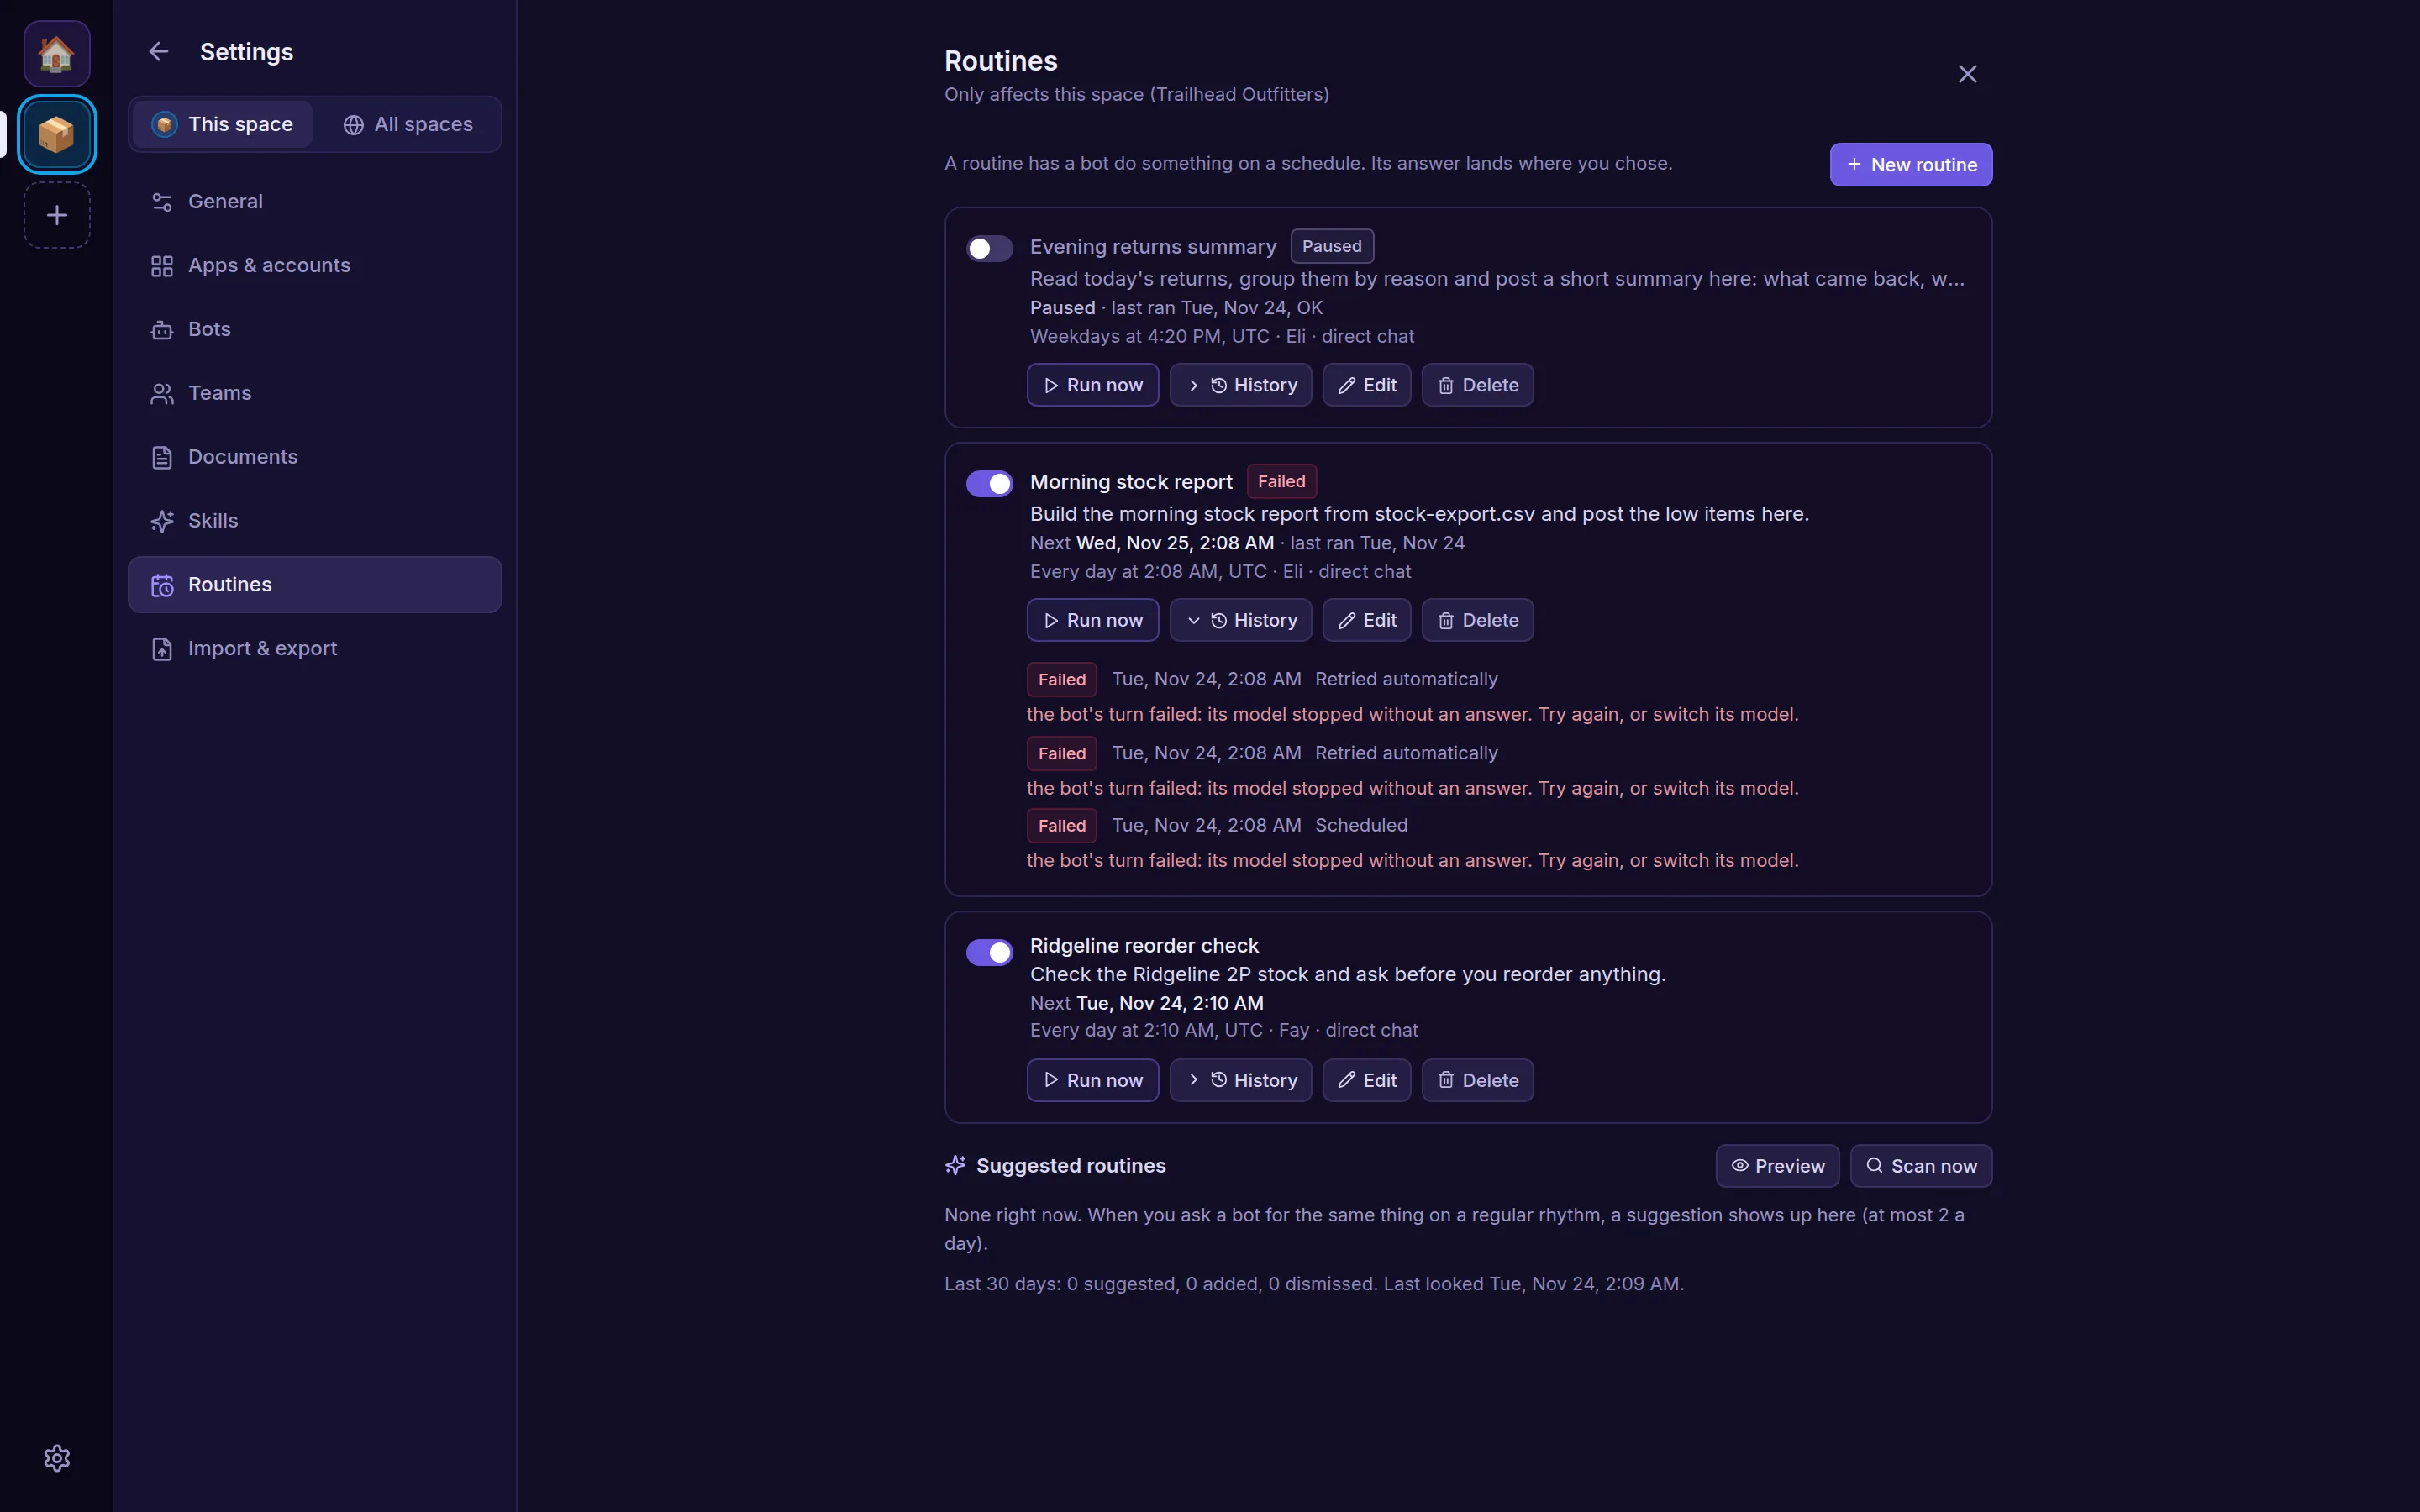 Settings
This space
All spaces
General
Apps & accounts
Bots
Teams
Documents
Skills
Routines
Import & export
Routines
Only affects this space (Trailhead Outfitters)
A routine has a bot do something on a schedule. Its answer lands where you chose.
New routine
Evening returns summary Paused
Read today's returns, group them by reason and post a short summary here: what came back, w...
Paused · last ran Tue, Nov 24, OK
Weekdays at 4:20 PM, UTC · Eli · direct chat
Run now History Edit Delete
Morning stock report Failed
Build the morning stock report from stock-export.csv and post the low items here.
Next Wed, Nov 25, 2:08 AM · last ran Tue, Nov 24
Every day at 2:08 AM, UTC · Eli · direct chat
Run now History Edit Delete
Failed Tue, Nov 24, 2:08 AM Retried automatically
the bot's turn failed: its model stopped without an answer. Try again, or switch its model.
Failed Tue, Nov 24, 2:08 AM Retried automatically
the bot's turn failed: its model stopped without an answer. Try again, or switch its model.
Failed Tue, Nov 24, 2:08 AM Scheduled
the bot's turn failed: its model stopped without an answer. Try again, or switch its model.
Ridgeline reorder check
Check the Ridgeline 2P stock and ask before you reorder anything.
Next Tue, Nov 24, 2:10 AM
Every day at 2:10 AM, UTC · Fay · direct chat
Run now History Edit Delete
Suggested routines
Preview Scan now
None right now. When you ask a bot for the same thing on a regular rhythm, a suggestion shows up here (at most 2 a
day).
Last 30 days: 0 suggested, 0 added, 0 dismissed. Last looked Tue, Nov 24, 2:09 AM.